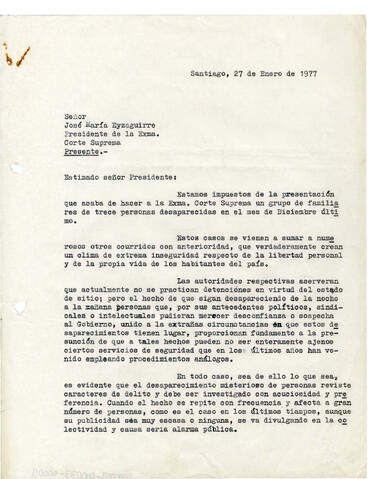 Santiago, 27 de Enero de 1977
Señor
José María Eyzaguirre
Presidente de la Exma.
Corte Suprema
Presente.-
Estimado señor Presidente:
Estamos impuestos de la presentación
que acaba de hacer a la Exma. Corte Suprema un grupo de familia
res de trece personas desaparecidas en el mes de Diciembre últi
mo.
Estos casos se vienen a sumar a nume
rosos otros ocurridos con anterioridad, que verdaderamente crean
un clima de extrema inseguridad respecto de la libertad personal
y de la propia vida de los habitantes del país.
Las autoridades respectivas aseveran
que actualmente no se practican detenciones en virtud del estado
de sitio; pero el hecho de que sigan desapareciendo de la noche
a la mañana personas que, por sus antecedentes políticos, sindi-
cales o intelectuales pudieran merecer desconfianza o sospecha
al Gobierno, unido a la extrañas circunstancias en que estos de
saparecimientos tienen lugar, proporcionan fundamento a la pre-
sunción de que a tales hechos pueden no ser enteramente ajenos
ciertos servicios de seguridad que en los últimos años han ve-
nido empleando procedimientos análogos.
En todo caso, sea de ello lo que sea,
es evidente que el desaparecimiento misterioso de personas reviste
caracteres de delito y debe ser investigado con acuciosidad y pre
ferencia. Cuando el hecho se repite con frecuencia y afecta a gran
número de personas, como es el caso en los últimos tiempos, aunque
su publicidad sea muy escasa o ninguna, se va divulgando en la co
lectividad y causa seria alarma pública.